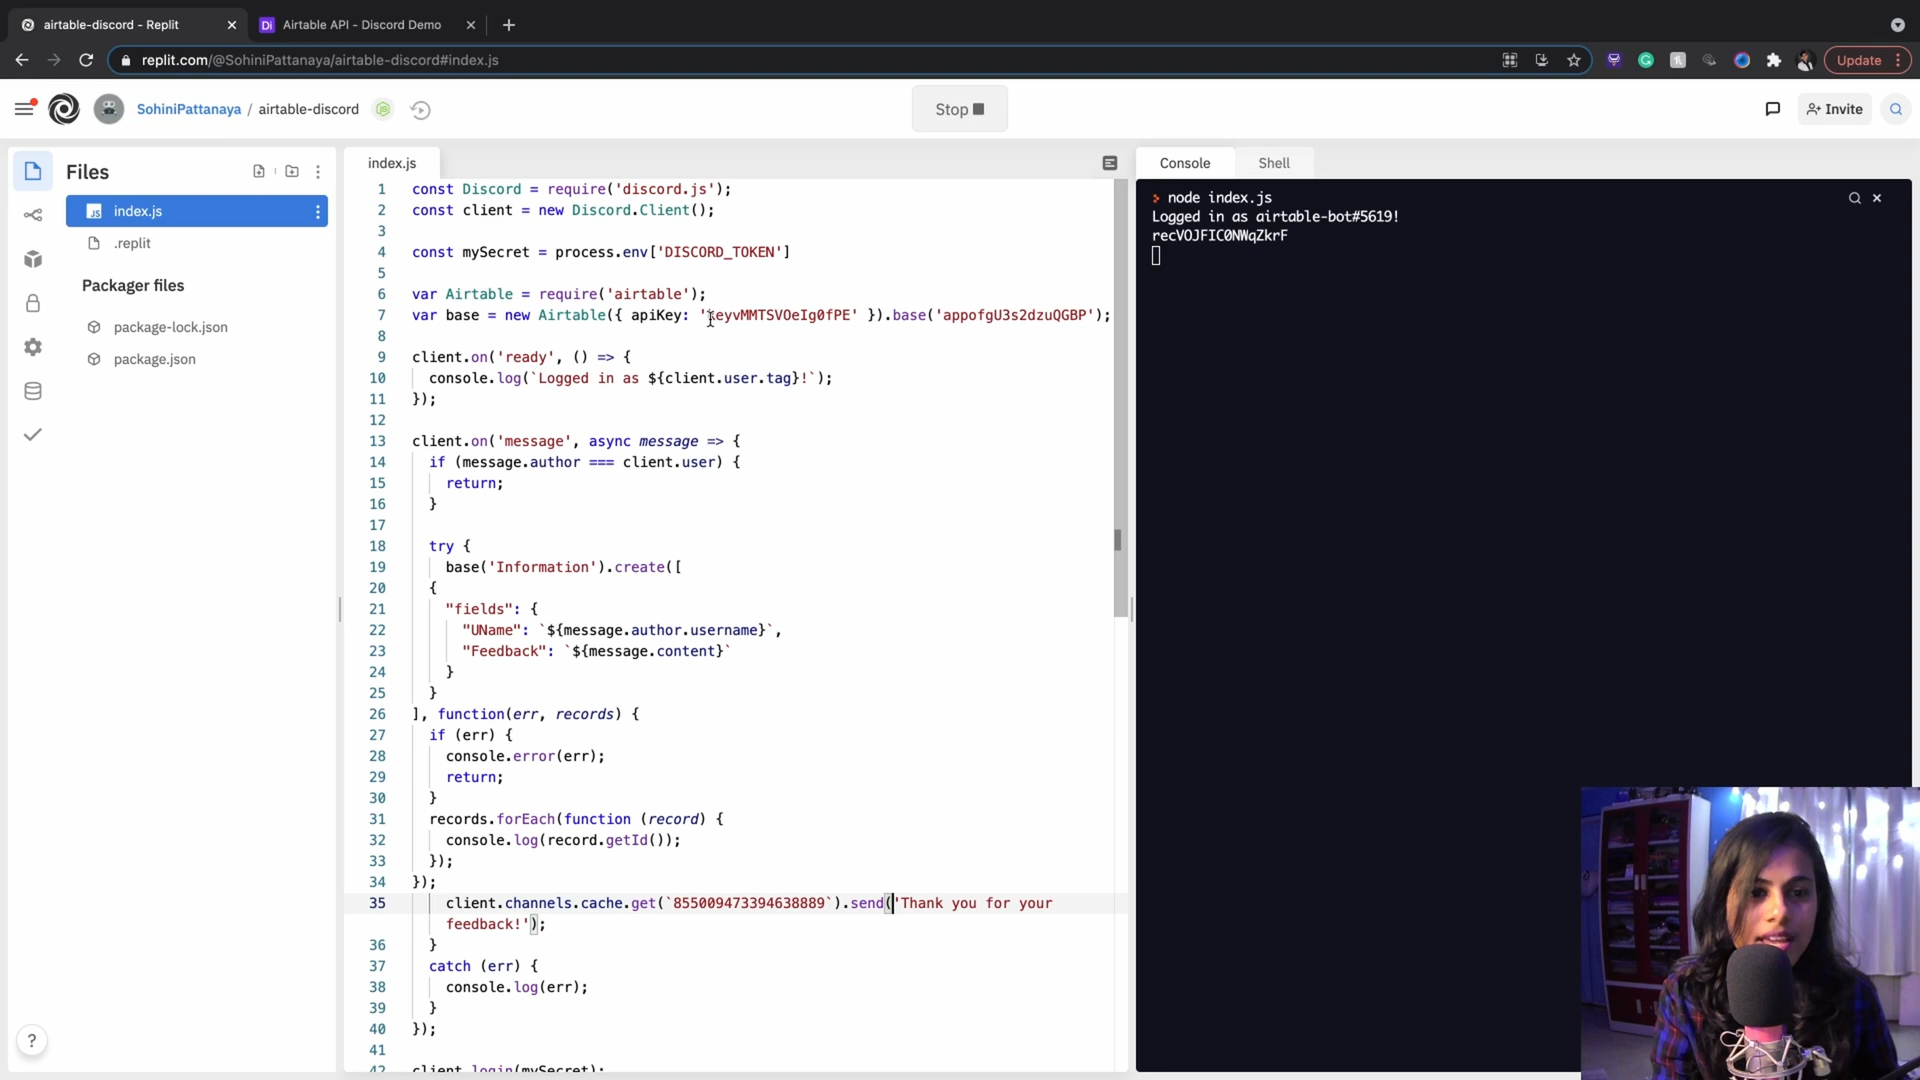 airtable-discord - Replit
Airtable API - Discord Demo
replit.com/@SohiniPattanaya/airtable-discord#index.js
Update
SohiniPattanaya / airtable-discord
Stop
Invite
Files
index.js
.replit
Packager files
package-lock.json
package.json
index.js
1 const Discord = require('discord.js');
2 const client = new Discord.Client();
3
4 const mySecret = process.env['DISCORD_TOKEN']
5
6 var Airtable = require('airtable');
7 var base = new Airtable({ apiKey: 'keyvMMTSVOeIg0fPE' }).base('appofgU3s2dzuQGBP');
8
9 client.on('ready', () => {
10 console.log(`Logged in as ${client.user.tag}!`);
11 });
12
13 client.on('message', async message => {
14 if (message.author === client.user) {
15 return;
16 }
17
18 try {
19 base('Information').create([
20 {
21 "fields": {
22 "UName": `${message.author.username}`,
23 "Feedback": `${message.content}`
24 }
25 }
26 ], function(err, records) {
27 if (err) {
28 console.error(err);
29 return;
30 }
31 records.forEach(function (record) {
32 console.log(record.getId());
33 });
34 });
35 client.channels.cache.get(`855009473394638889`).send('Thank you for your
feedback!');
36 }
37 catch (err) {
38 console.log(err);
39 }
40 });
41
42 client.login(mySecret);
Console
Shell
node index.js
Logged in as airtable-bot#5619!
recVOJFIC0NWqZkrF
?